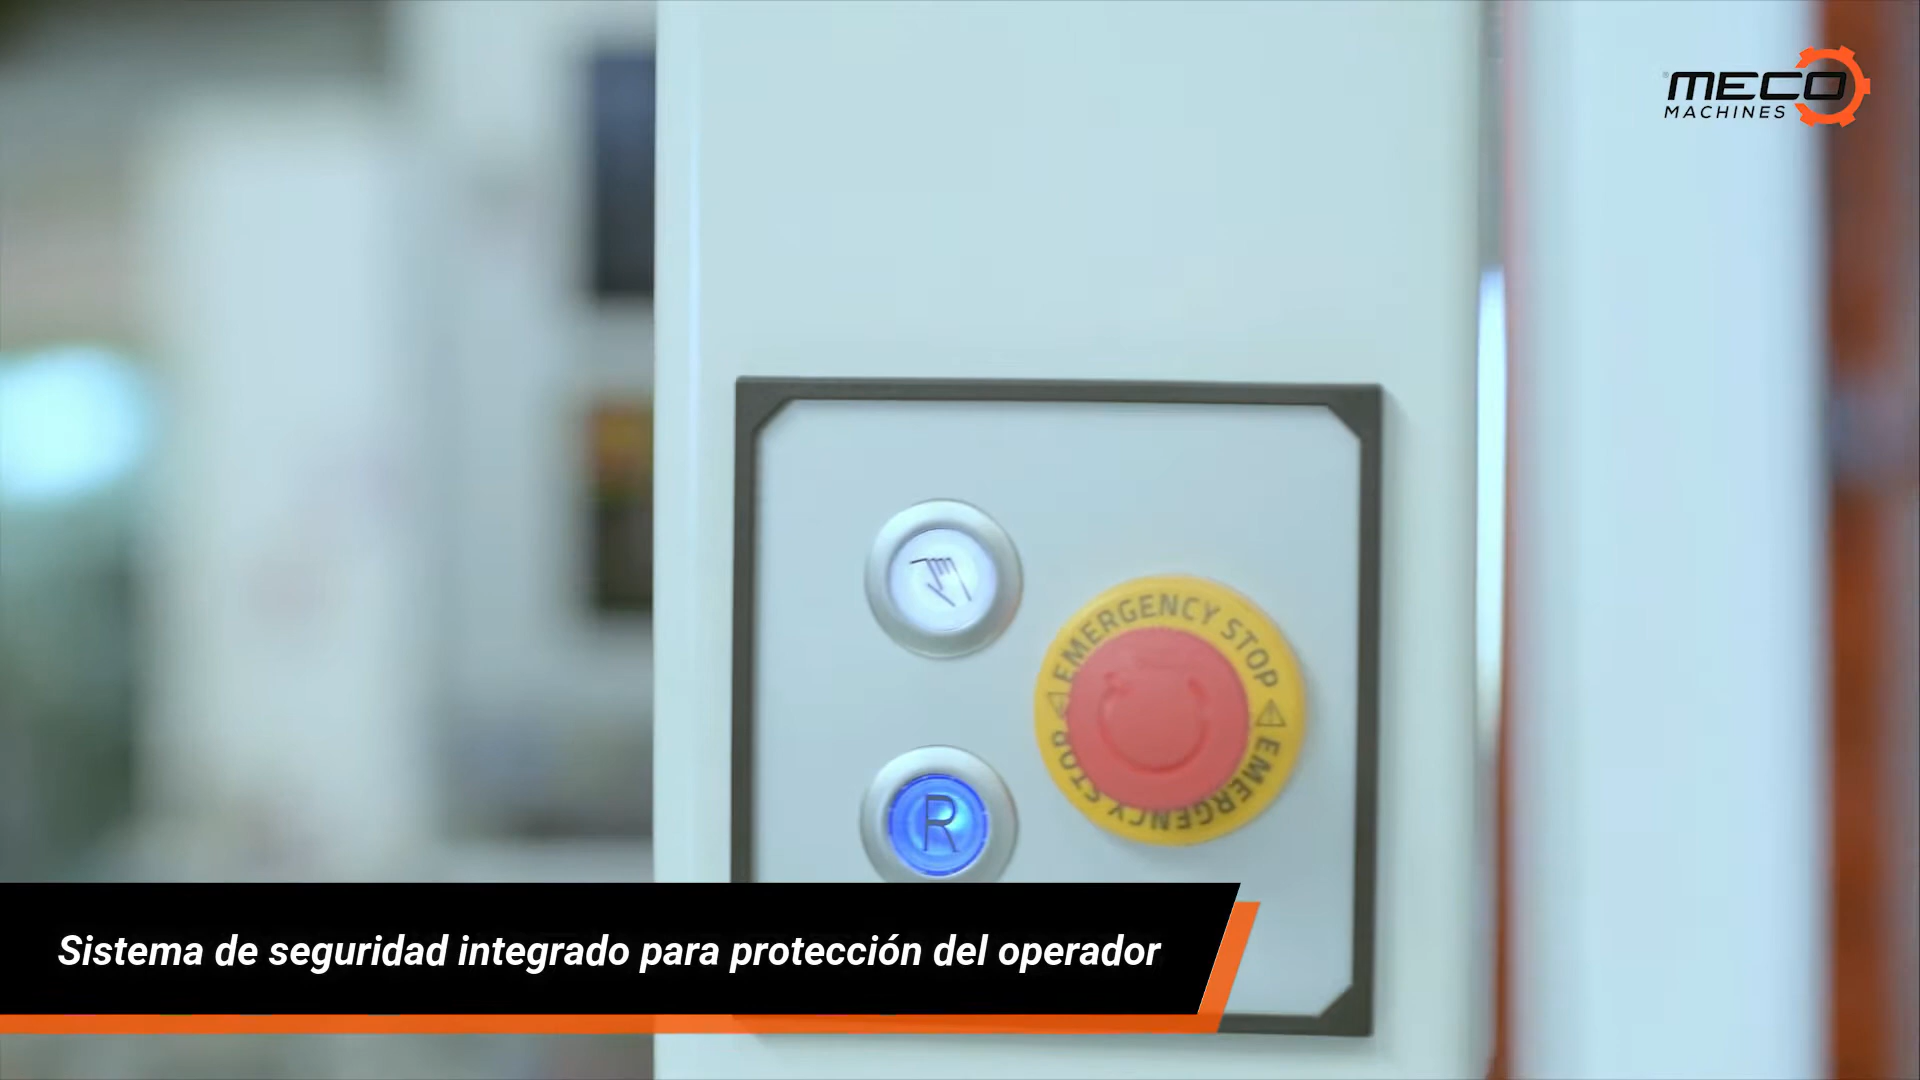 MECO
MACHINES
EMERGENCY STOP
EMERGENCY STOP
R
Sistema de seguridad integrado para protección del operador